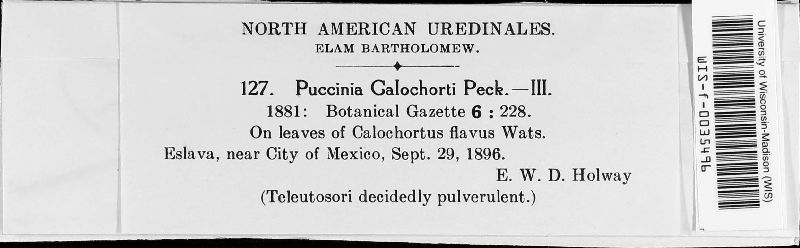 NORTH AMERICAN UREDINALES.
ELAM BARTHOLOMEW.
127. Puccinia Calochorti Peck.—III.
1881: Botanical Gazette 6 : 228.
On leaves of Calochortus flavus Wats.
Eslava, near City of Mexico, Sept. 29, 1896.
E. W. D. Holway
(Teleutosori decidedly pulverulent.)
University of Wisconsin-Madison (WIS)
WIS-f-0035496